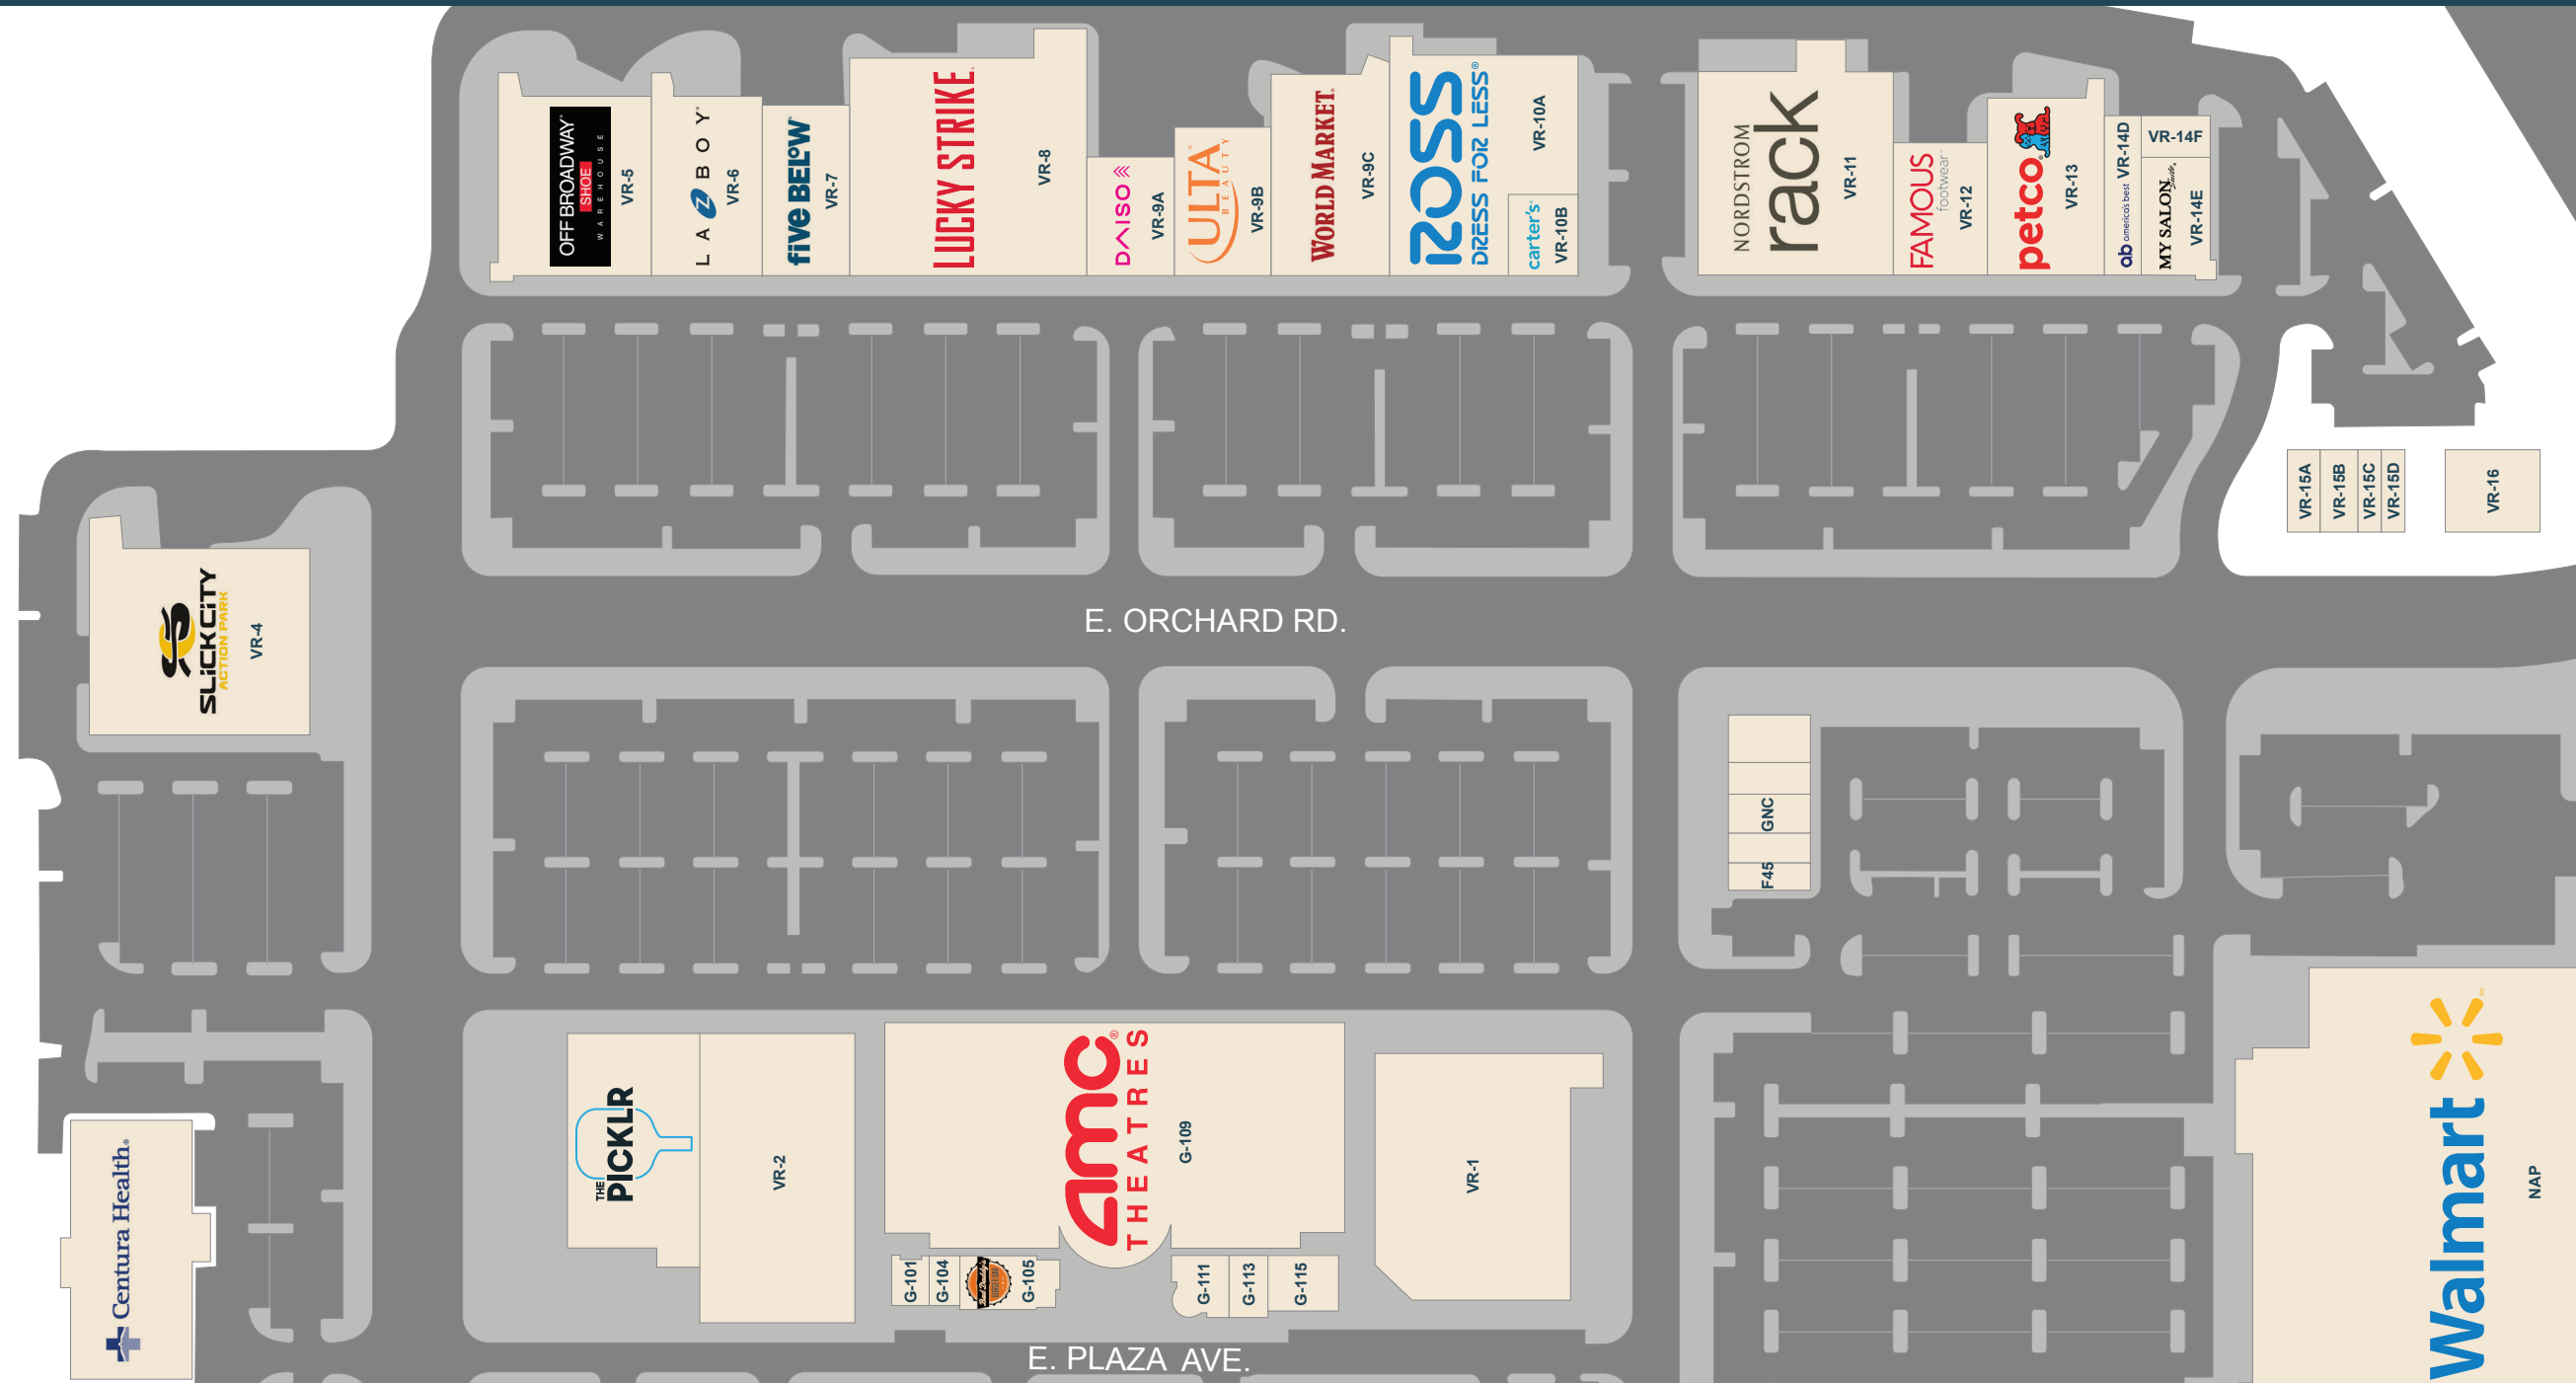 OFF BROADWAY
SHOE
WAREHOUSE
VR-5
LA Z BOY
VR-6
five BELOW
VR-7
LUCKY STRIKE
VR-8
DAISO
VR-9A
ULTA
BEAUTY
VR-9B
WORLD MARKET
VR-9C
ROSS
DRESS FOR LESS®
VR-10A
carter's
VR-10B
NORDSTROM
rack
VR-11
FAMOUS
footwear
VR-12
petco
VR-13
ab america's best
VR-14D
VR-14F
MY SALON Suite
VR-14E
VR-15A
VR-15B
VR-15C
VR-15D
VR-16
SLICK CITY
ACTION PARK
VR-4
E. ORCHARD RD.
GNC
F45
Centura Health®
THE
PICKLR
VR-2
amc®
THEATRES
G-109
VR-1
G-101
G-104
G-105
G-111
G-113
G-115
Walmart
NAP
E. PLAZA AVE.